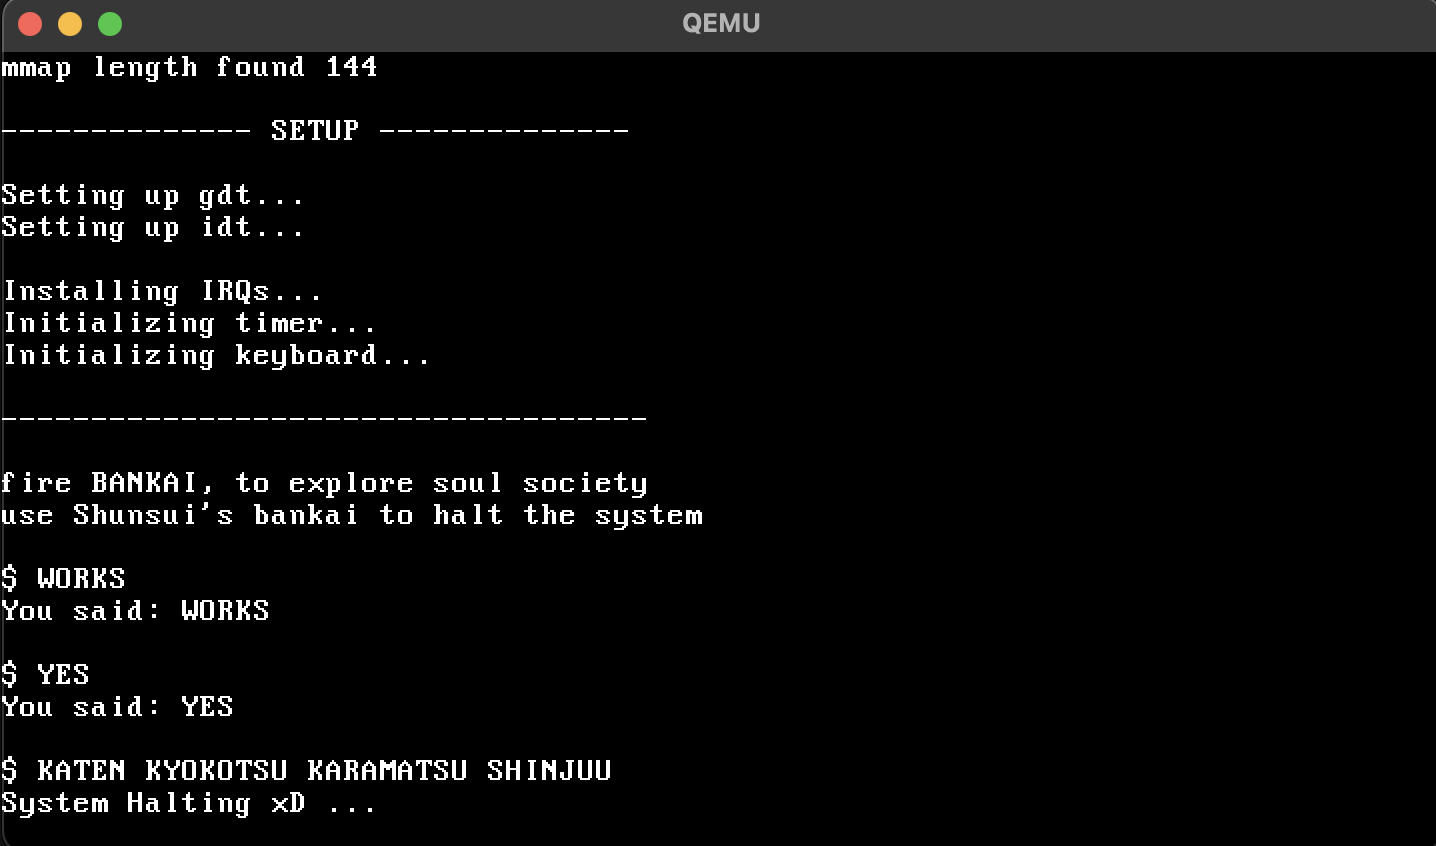 QEMU
mmap length found 144
-------------- SETUP --------------
Setting up gdt...
Setting up idt...
Installing IRQs...
Initializing timer...
Initializing keyboard...
------------------------------------
fire BANKAI, to explore soul society
use Shunsui's bankai to halt the system
$ WORKS
You said: WORKS
$ YES
You said: YES
$ KATEN KYOKOTSU KARAMATSU SHINJUU
System Halting xD ...